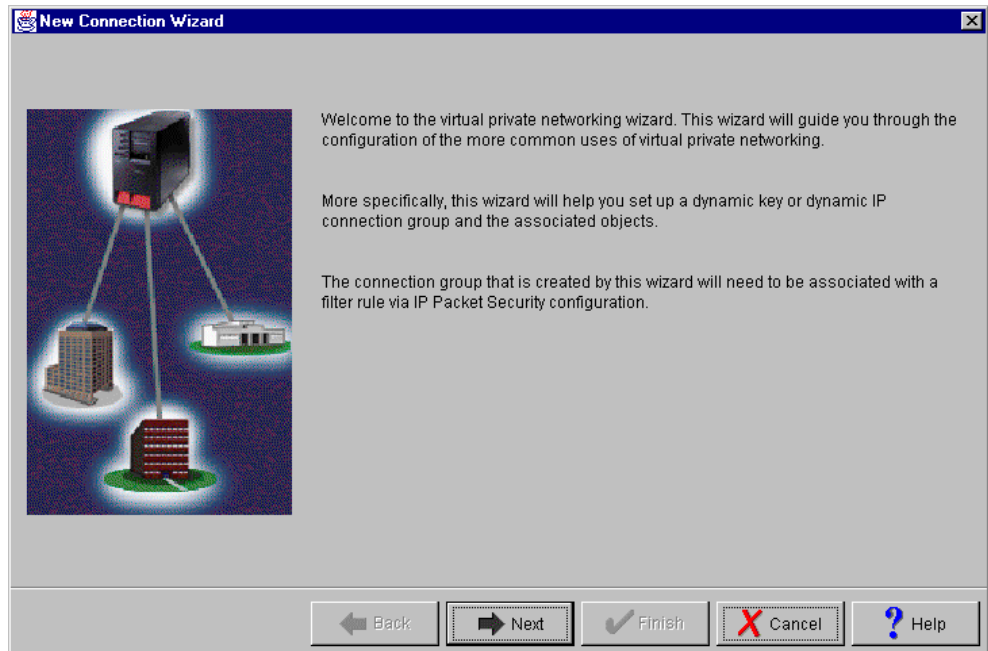 New Connection Wizard
Welcome to the virtual private networking wizard. This wizard will guide you through the
configuration of the more common uses of virtual private networking.
More specifically, this wizard will help you set up a dynamic key or dynamic IP
connection group and the associated objects.
The connection group that is created by this wizard will need to be associated with a
filter rule via IP Packet Security configuration.
Back
Next
Finish
Cancel
Help